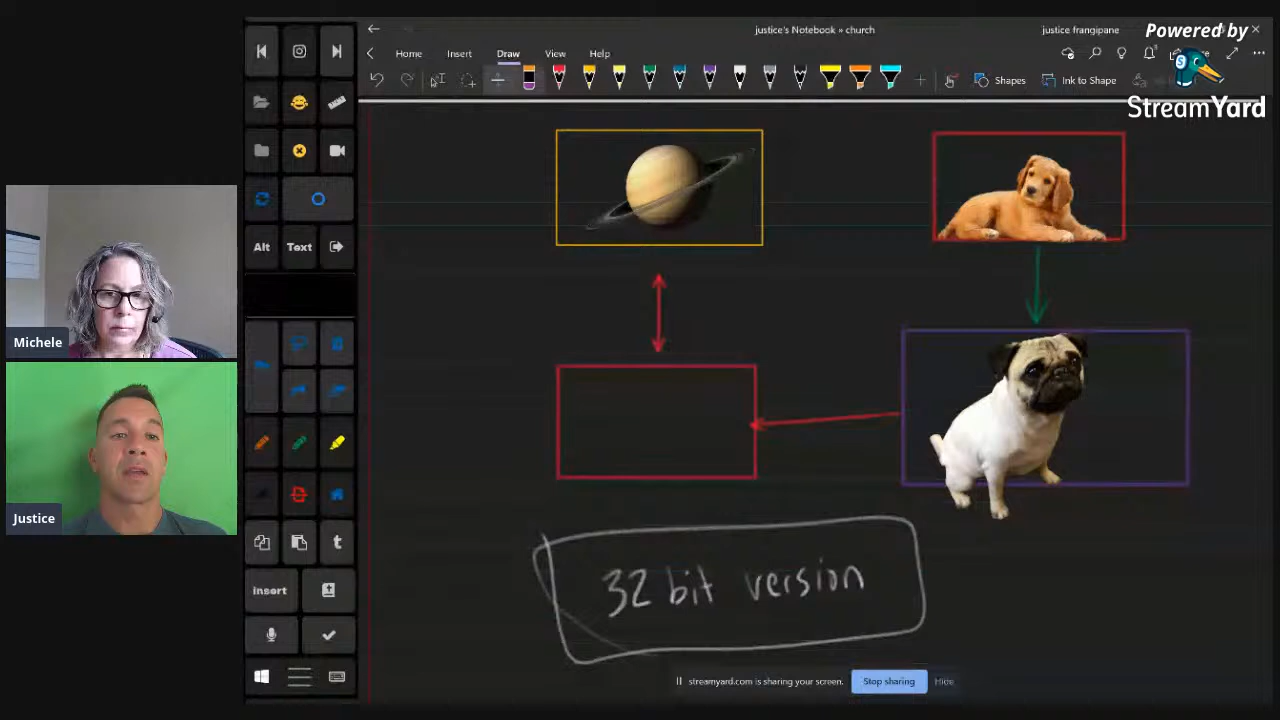 justice's Notebook » church
justice frangipane
Powered by
StreamYard
Home
Insert
Draw
View
Help
Shapes
Ink to Shape
Alt
Text
Michele
Justice
32 bit version
t
Insert
streamyard.com is sharing your screen.
Stop sharing
Hide